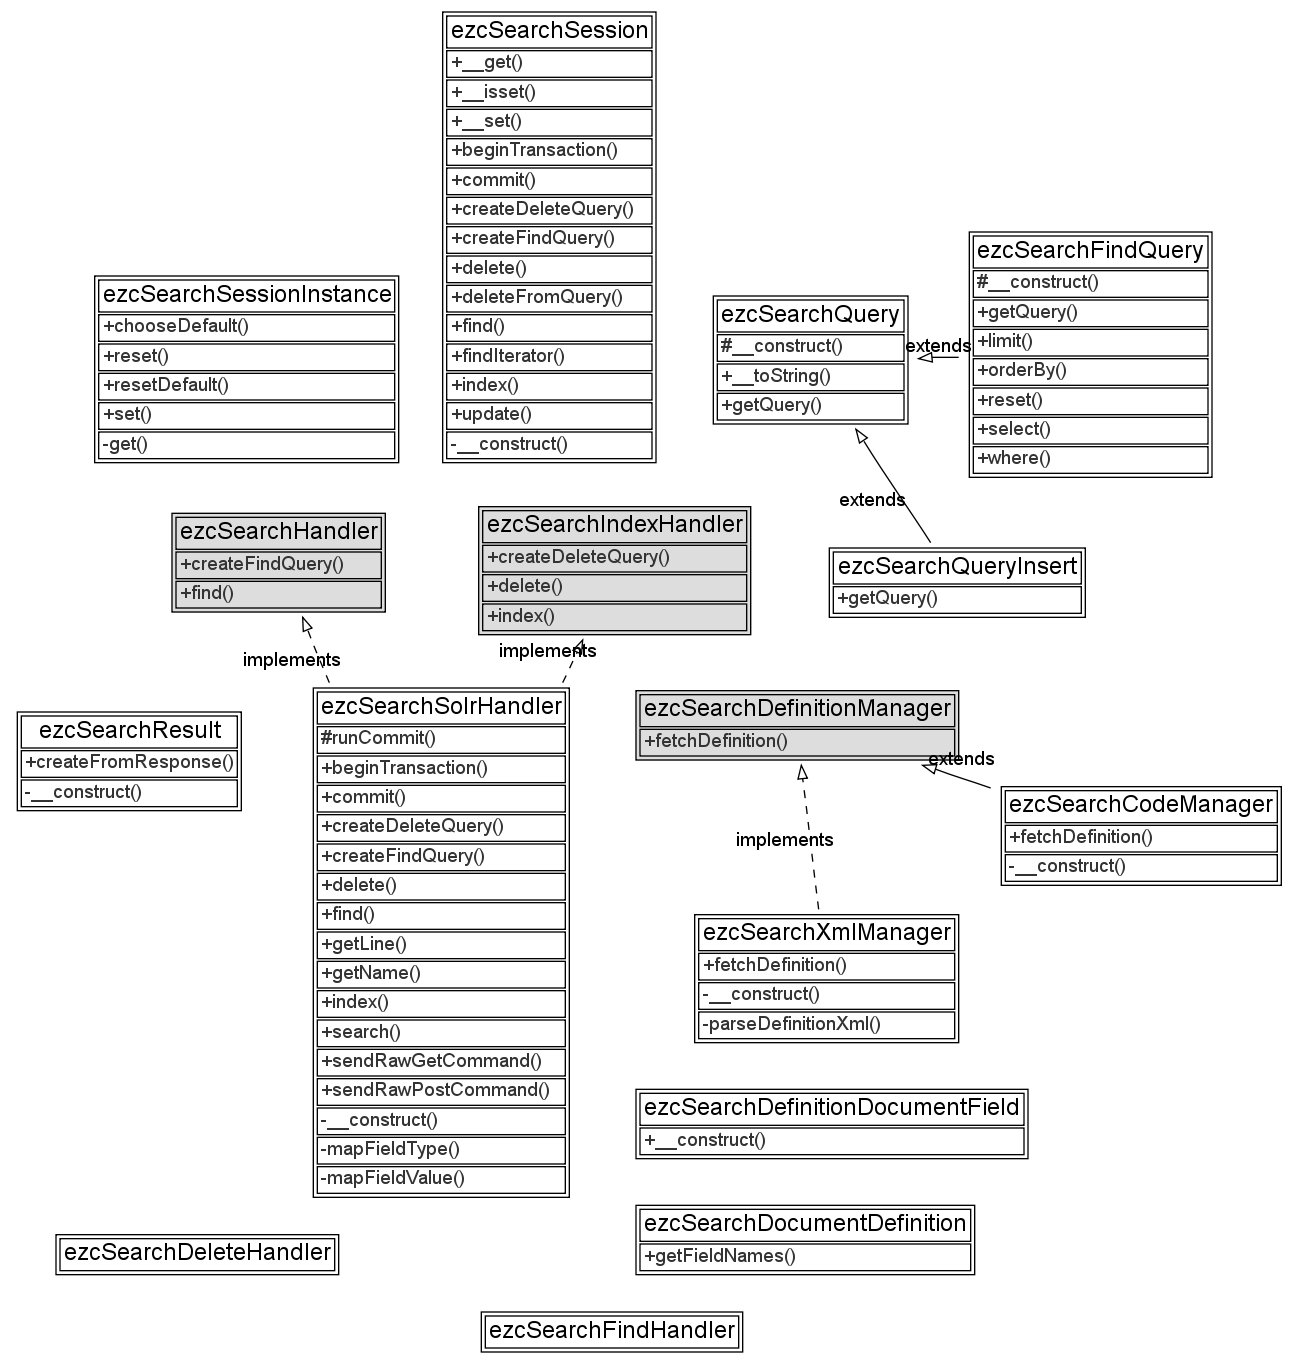 ezcSearchSession
+__get()
+__isset()
+__set()
+beginTransaction()
+commit()
+createDeleteQuery()
+createFindQuery()
+delete()
+deleteFromQuery()
+find()
+findIterator()
+index()
+update()
-__construct()
ezcSearchSessionInstance
+chooseDefault()
+reset()
+resetDefault()
+set()
-get()
ezcSearchQuery
#__construct()
+__toString()
+getQuery()
extends
ezcSearchFindQuery
#__construct()
+getQuery()
+limit()
+orderBy()
+reset()
+select()
+where()
extends
ezcSearchQueryInsert
+getQuery()
ezcSearchHandler
+createFindQuery()
+find()
ezcSearchIndexHandler
+createDeleteQuery()
+delete()
+index()
implements
implements
ezcSearchResult
+createFromResponse()
-__construct()
ezcSearchSolrHandler
#runCommit()
+beginTransaction()
+commit()
+createDeleteQuery()
+createFindQuery()
+delete()
+find()
+getLine()
+getName()
+index()
+search()
+sendRawGetCommand()
+sendRawPostCommand()
-__construct()
-mapFieldType()
-mapFieldValue()
ezcSearchDefinitionManager
+fetchDefinition()
extends
ezcSearchCodeManager
+fetchDefinition()
-__construct()
implements
ezcSearchXmlManager
+fetchDefinition()
-__construct()
-parseDefinitionXml()
ezcSearchDefinitionDocumentField
+__construct()
ezcSearchDocumentDefinition
+getFieldNames()
ezcSearchDeleteHandler
ezcSearchFindHandler